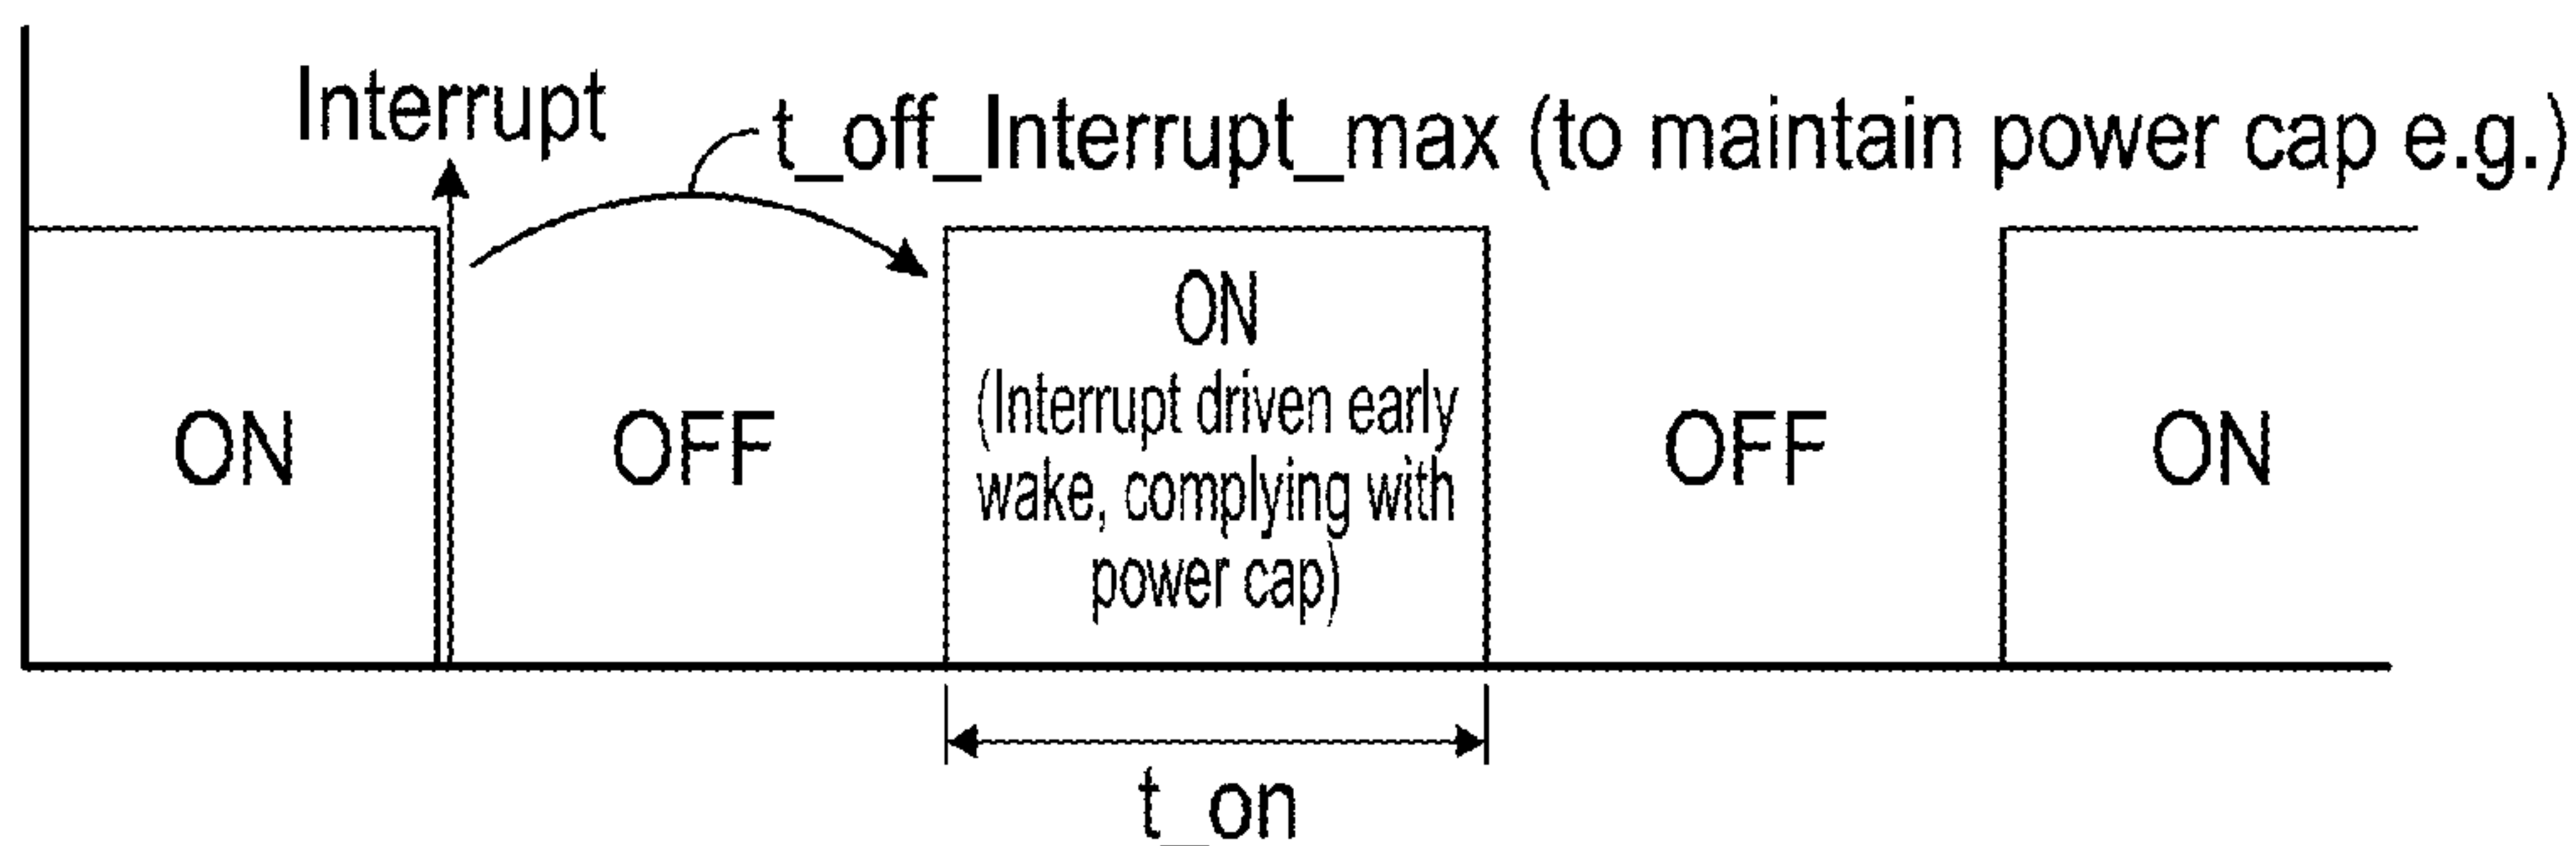 Interrupt
t_off_Interrupt_max (to maintain power cap e.g.)
ON
OFF
ON
(Interrupt driven early
wake, complying with
power cap)
OFF
ON
t_on